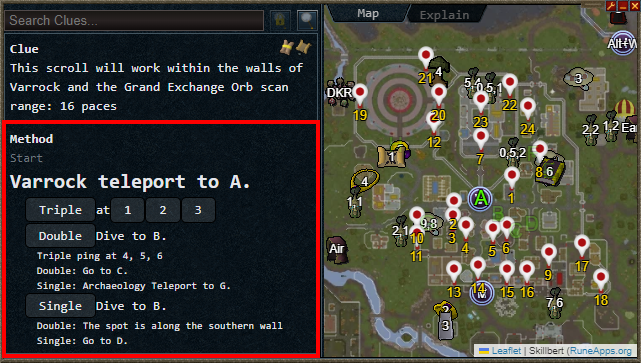 Search Clues...
Clue
This scroll will work within the walls of
Varrock and the Grand Exchange Orb scan
range: 16 paces
Method
Start
Varrock teleport to A.
Triple at 1 2 3
Double Dive to B.
Triple ping at 4, 5, 6
Double: Go to C.
Single: Archaeology Teleport to G.
Single Dive to B.
Double: The spot is along the southern wall
Single: Go to D.
Map Explain
Alt+W
21
4
5,
0,5,1
3
DKR
19
20
22
23
24
12
2,2
1,2
Ear
7
0,5,2
1
8
6
4
1,1
A
1
2
3
9,8
2,1
10
11
4
5
6
Air
13
14
15
16
9
17
18
M
7,6
2
3
Leaflet | Skillbert (RuneApps.org